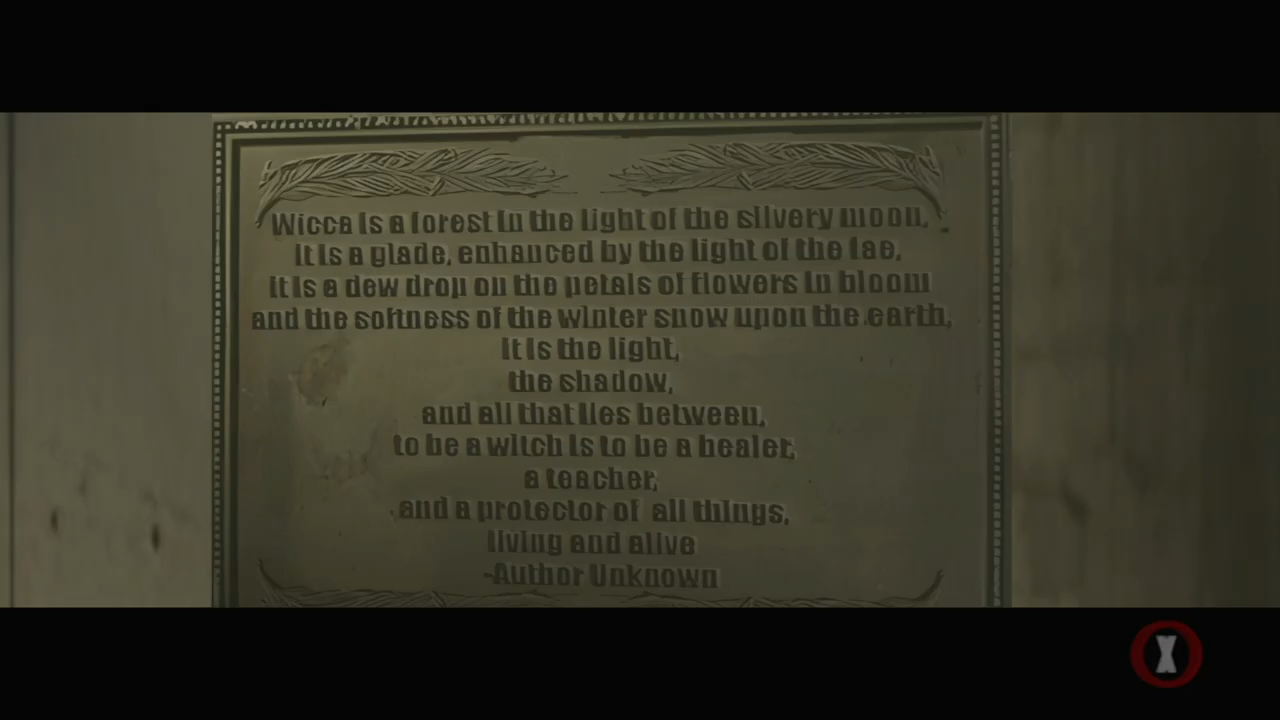 Wicca is a forest in the light of the silvery moon,
it is a glade, enhanced by the light of the fae,
it is a dew drop on the petals of flowers in bloom
and the softness of the winter snow upon the earth,
it is the light,
the shadow,
and all that lies between,
to be a witch is to be a healer,
a teacher,
and a protector of all things,
living and alive
-Author Unknown